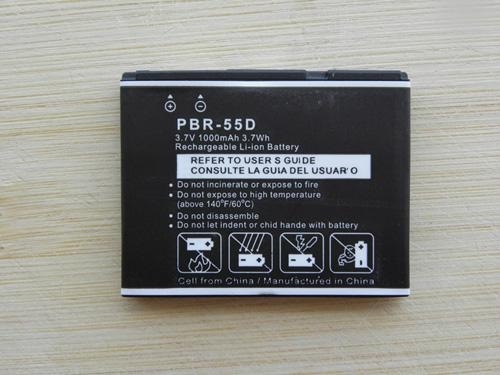 PBR-55D
3.7V 1000mAh 3.7Wh
Rechargeable Li-ion Battery
REFER TO USER S GUIDE
CONSULTE LA GUIA DEL USUAR'O
• Do not incinerate or expose to fire
• Do not expose to high temperature
(above 140°F/60°C)
• Do not disassemble
• Do not let indent or chid hande with battery
Cell from China / Manufactured in China